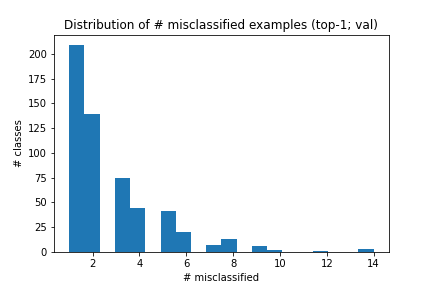 Distribution of # misclassified examples (top-1; val)
# classes
200
175
150
125
100
75
50
25
0
2 4 6 8 10 12 14
# misclassified